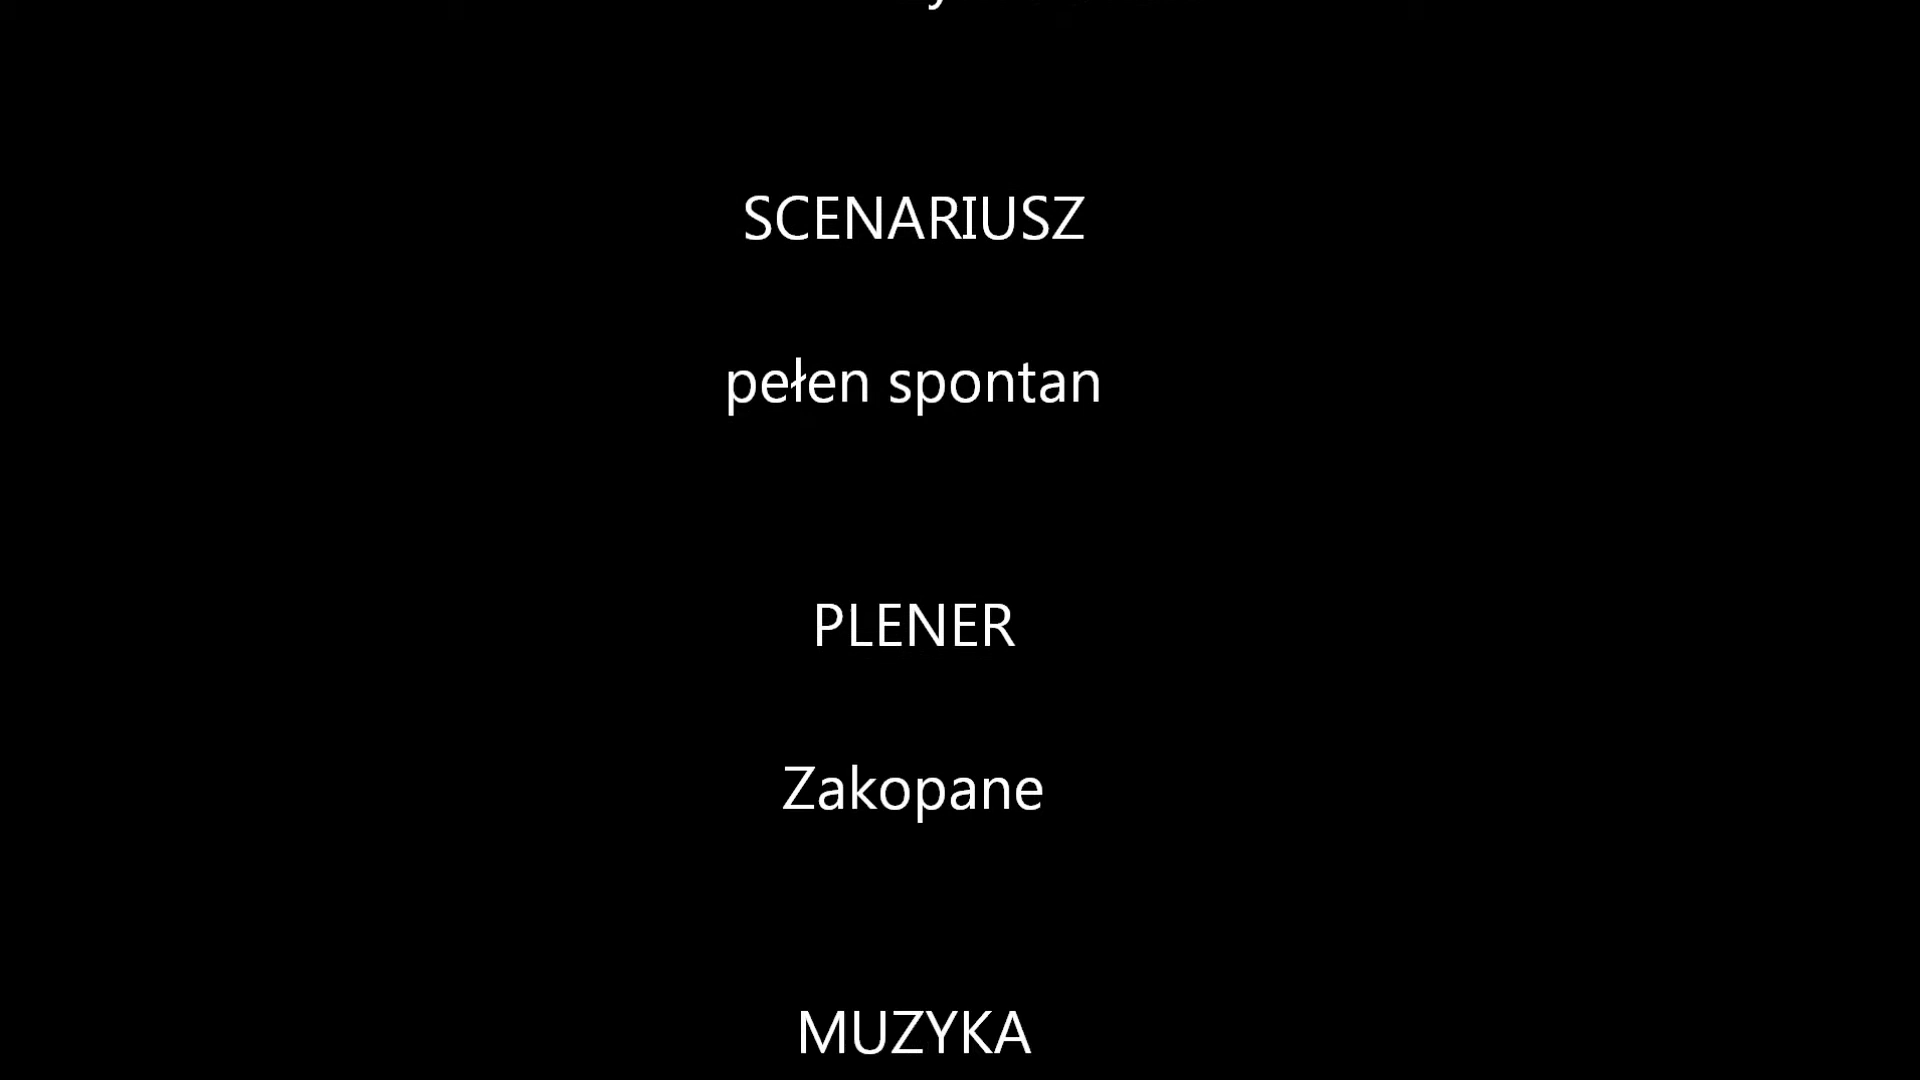 SCENARIUSZ
pełen spontan
PLENER
Zakopane
MUZYKA